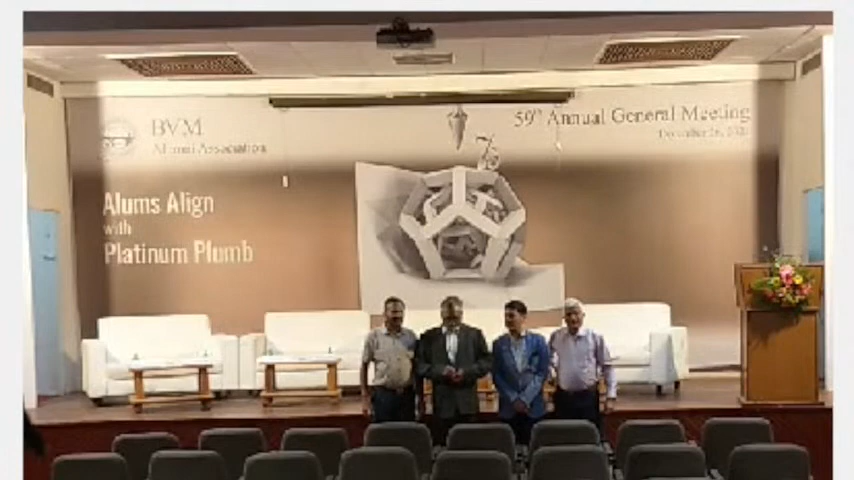 BVM
Alumni Association
59th Annual General Meeting
75
Alums Align
with
Platinum Plumb